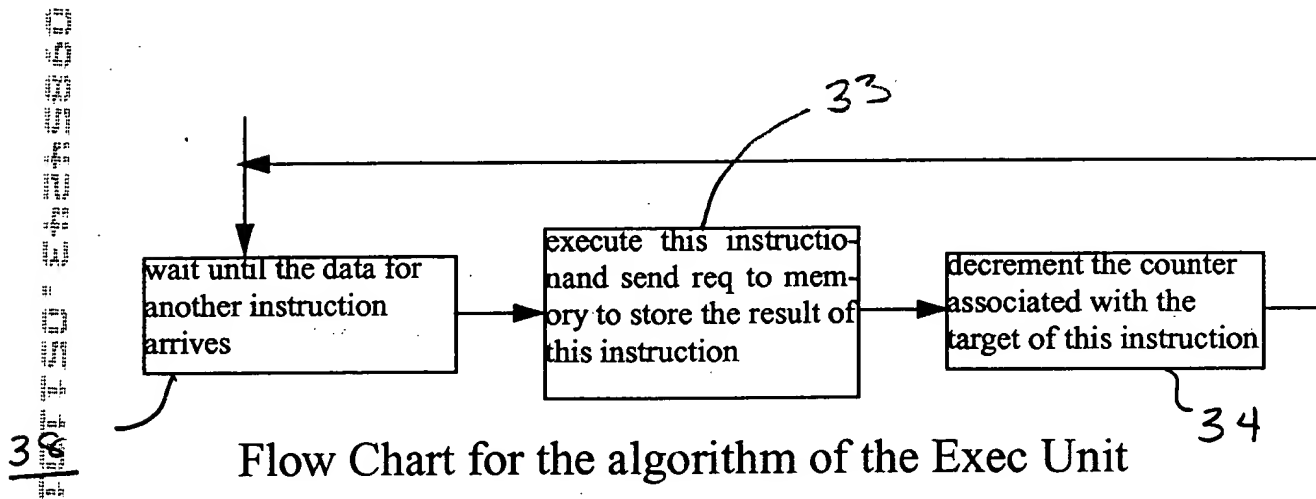 33
wait until the data for
another instruction
arrives
execute this instructio-
nand send req to mem-
ory to store the result of
this instruction
decrement the counter
associated with the
target of this instruction
38
34
Flow Chart for the algorithm of the Exec Unit